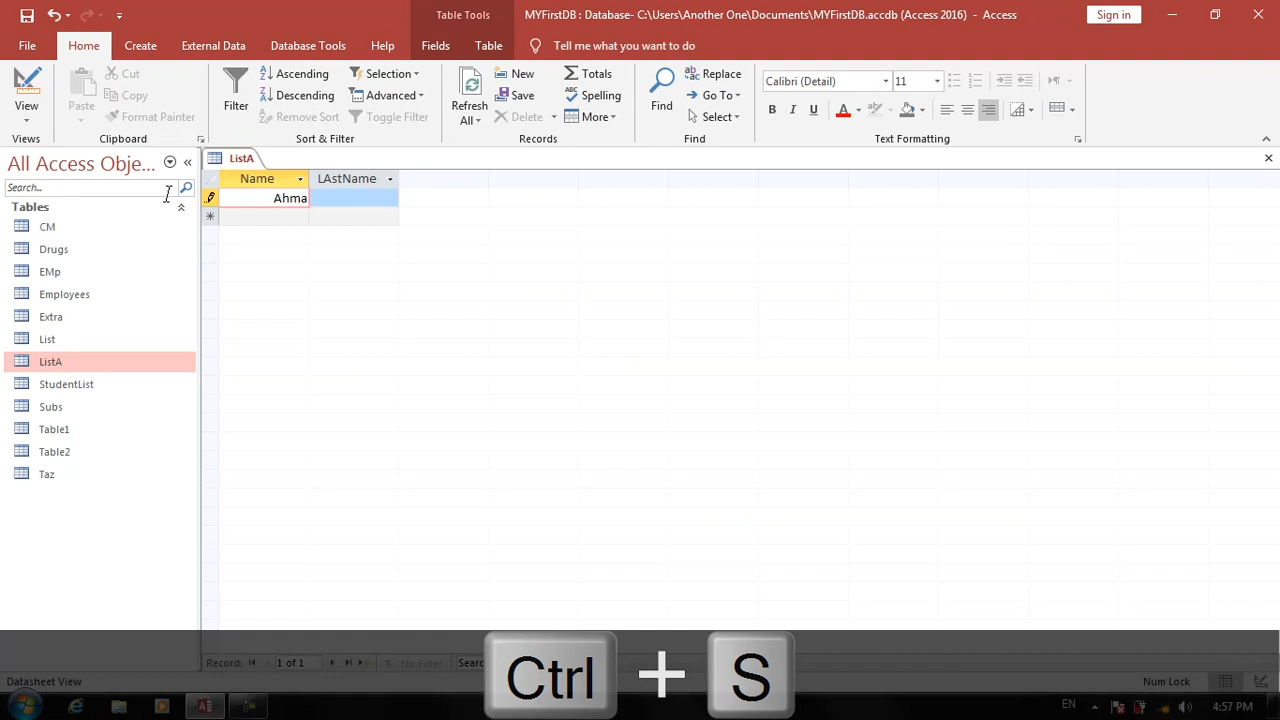 Table Tools
MYFirstDB : Database- C:\Users\Another One\Documents\MYFirstDB.accdb (Access 2016) - Access
Sign in
File
Home
Create
External Data
Database Tools
Help
Fields
Table
Tell me what you want to do
View
Views
Paste
Cut
Copy
Format Painter
Clipboard
Filter
Ascending
Descending
Remove Sort
Selection
Advanced
Toggle Filter
Sort & Filter
Refresh
All
New
Save
Delete
Totals
Spelling
More
Records
Find
Replace
Go To
Select
Find
Calibri (Detail)
11
B I U
A
Text Formatting
All Access Obje...
Search...
Tables
CM
Drugs
EMp
Employees
Extra
List
ListA
StudentList
Subs
Table1
Table2
Taz
ListA
Name
LAstName
Ahma
Record:
1 of 1
No Filter
Searc
Ctrl + S
Datasheet View
Num Lock
EN
4:57 PM